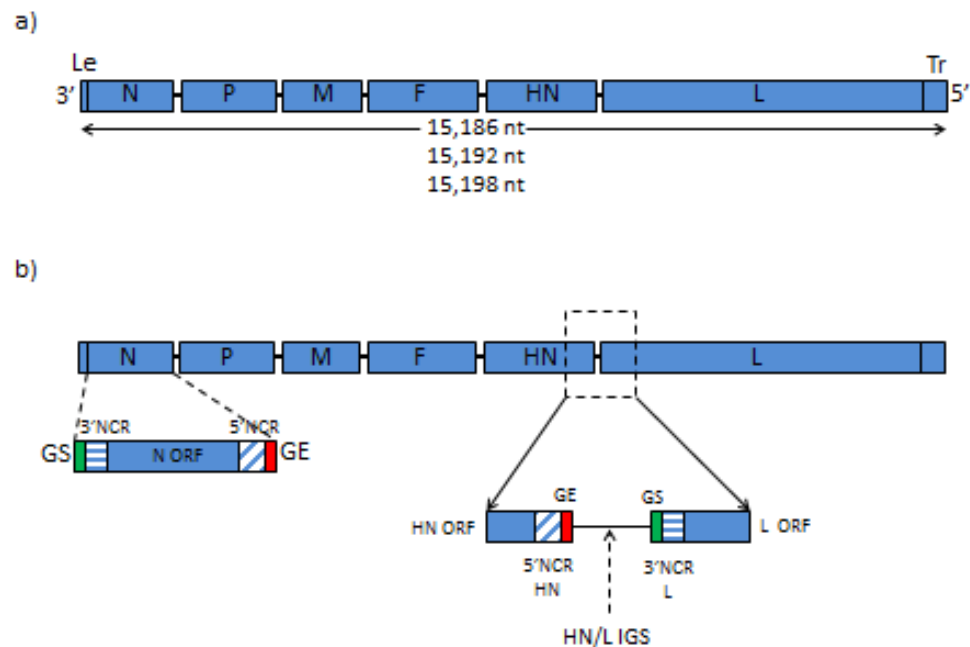 a)
Le Tr
3' N P M F HN L 5'
15,186 nt
15,192 nt
15,198 nt
b)
N P M F HN L
3'NCR 5'NCR
GS N ORF GE
GE GS
HN ORF L ORF
5'NCR 3'NCR
HN L
HN/L IGS